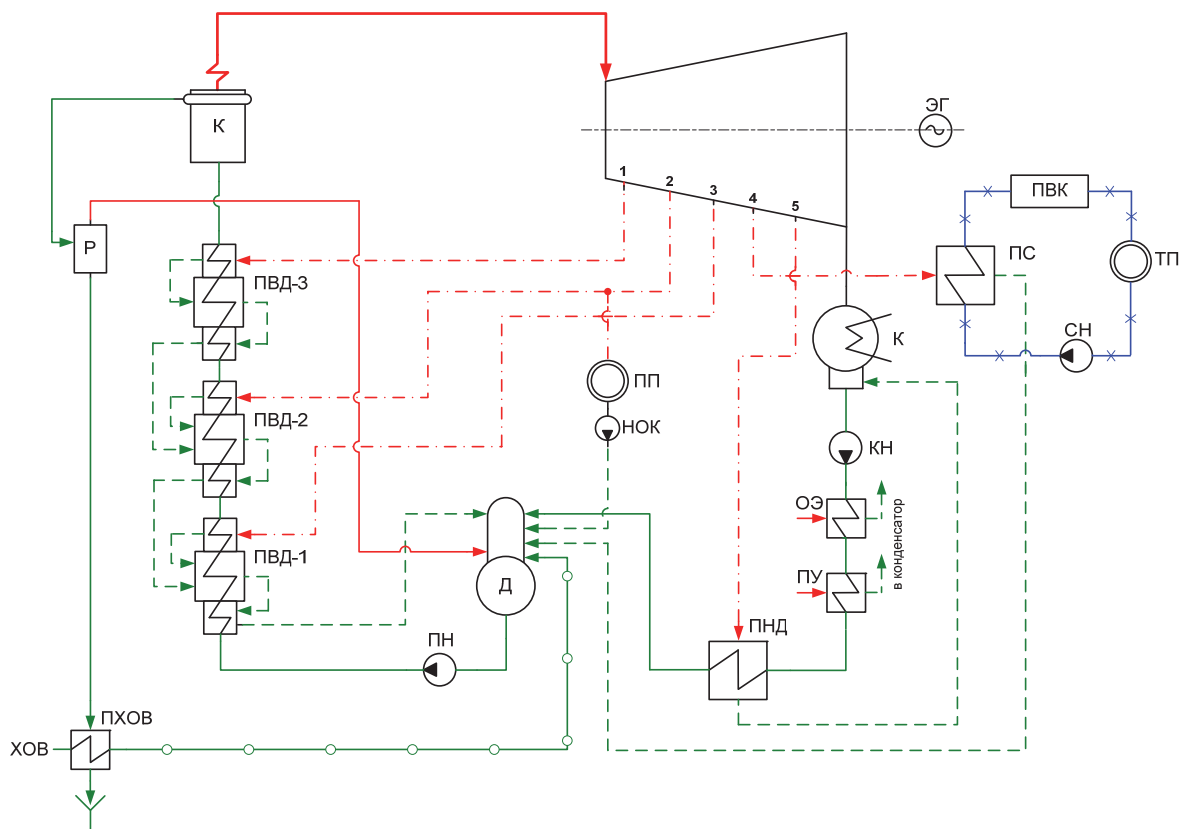 ЭГ
К
1
2
3
4
5
ПВК
Р
ПС
ТП
ПВД-3
СН
К
ПП
ПВД-2
НОК
КН
ОЭ
в конденсатор
ПВД-1
ПУ
Д
ПН
ПНД
ПХОВ
ХОВ